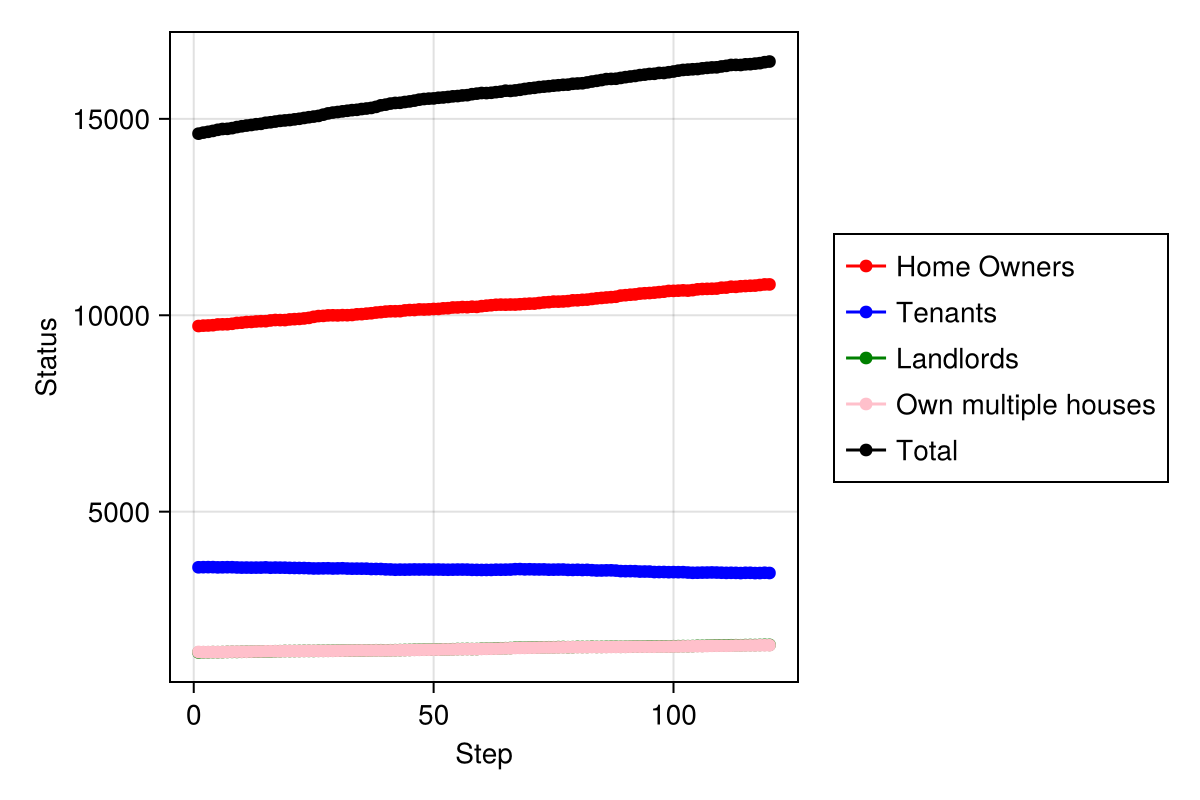 15000
10000
5000
Status
0 50 100
Step
Home Owners
Tenants
Landlords
Own multiple houses
Total